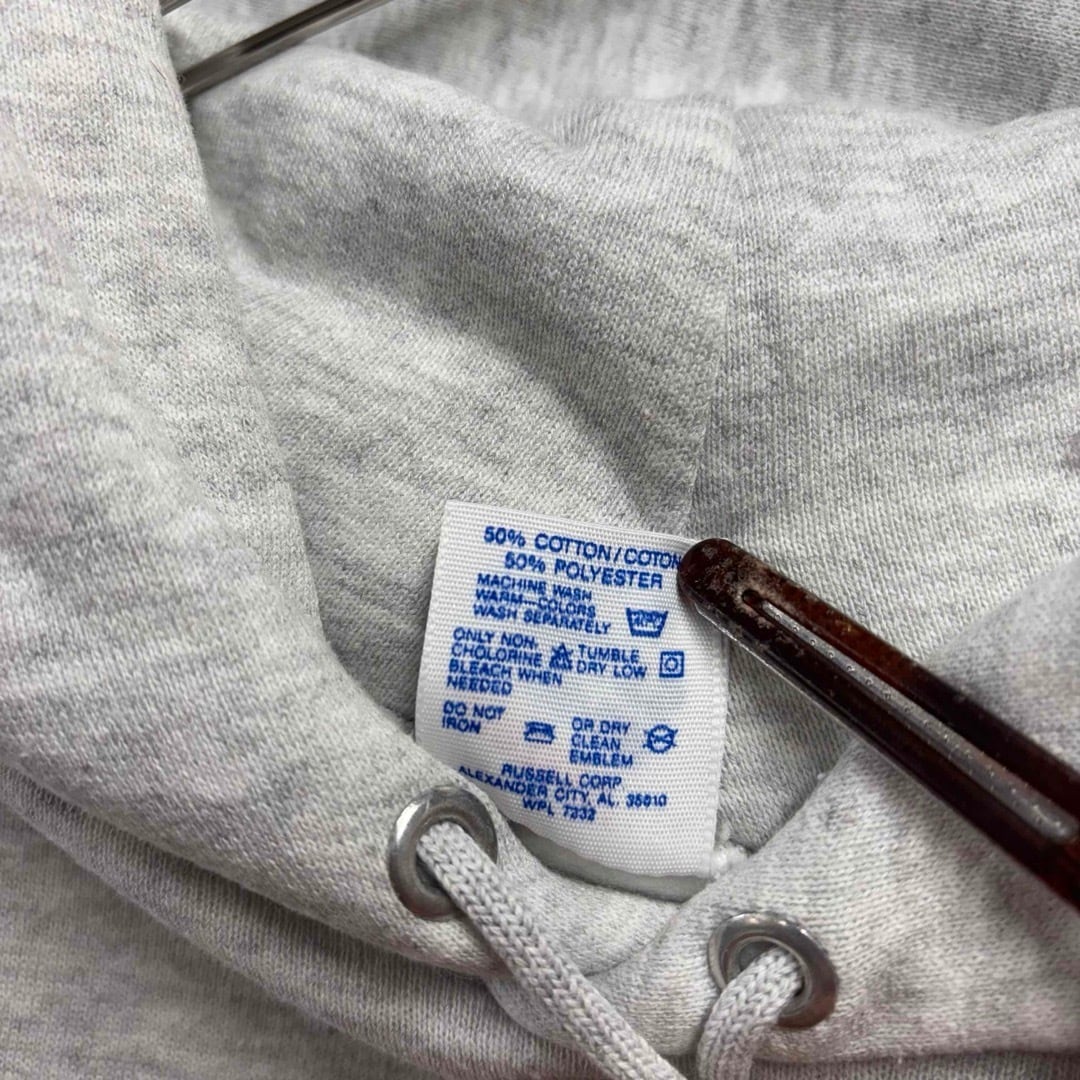 50% COTTON/COTON
50% POLYESTER
MACHINE WASH
WARM—COLORS
WASH SEPARATELY
ONLY NON.
CHOLORINE
BLEACH WHEN
NEEDED
TUMBLE
DRY LOW
DO NOT
IRON
OR DRY
CLEAN
EMBLEM
RUSSELL CORP
ALEXANDER CITY, AL. 35010
WPL 7332